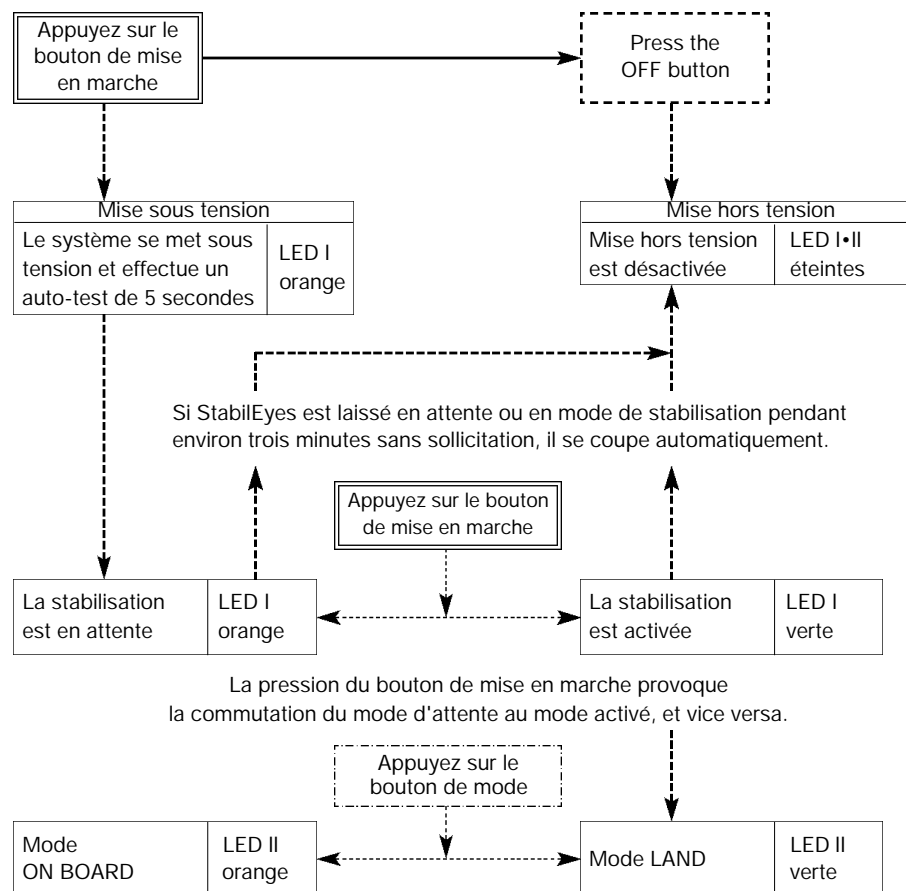 Appuyez sur le
bouton de mise
en marche
Press the
OFF button
Mise sous tension
Le système se met sous
tension et effectue un
auto-test de 5 secondes
LED I
orange
Mise hors tension
Mise hors tension
est désactivée
LED I•II
éteintes
Si StabilEyes est laissé en attente ou en mode de stabilisation pendant
environ trois minutes sans sollicitation, il se coupe automatiquement.
Appuyez sur le bouton
de mise en marche
La stabilisation
est en attente
LED I
orange
La stabilisation
est activée
LED I
verte
La pression du bouton de mise en marche provoque
la commutation du mode d'attente au mode activé, et vice versa.
Appuyez sur le
bouton de mode
Mode
ON BOARD
LED II
orange
Mode LAND
LED II
verte